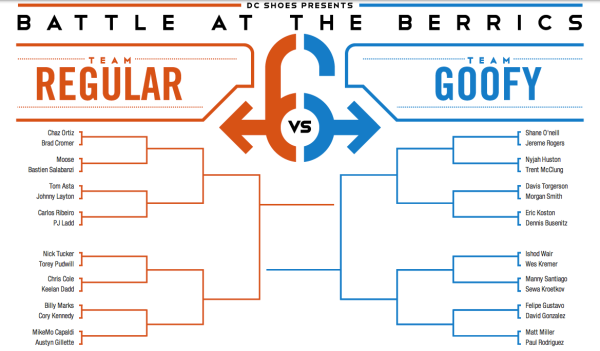 DC SHOES PRESENTS
BATTLE AT THE BERRICS
6
VS
TEAM
REGULAR
Chaz Ortiz
Brad Cromer
Moose
Bastien Salabanzi
Tom Asta
Johnny Layton
Carlos Ribeiro
PJ Ladd
Nick Tucker
Torey Pudwill
Chris Cole
Keelan Dadd
Billy Marks
Cory Kennedy
MikeMo Capaldi
Austyn Gillette
TEAM
GOOFY
Shane O'neill
Jereme Rogers
Nyjah Huston
Trent McClung
Davis Torgerson
Morgan Smith
Eric Koston
Dennis Busenitz
Ishod Wair
Wes Kremer
Manny Santiago
Sewa Kroetkov
Felipe Gustavo
David Gonzalez
Matt Miller
Paul Rodriguez